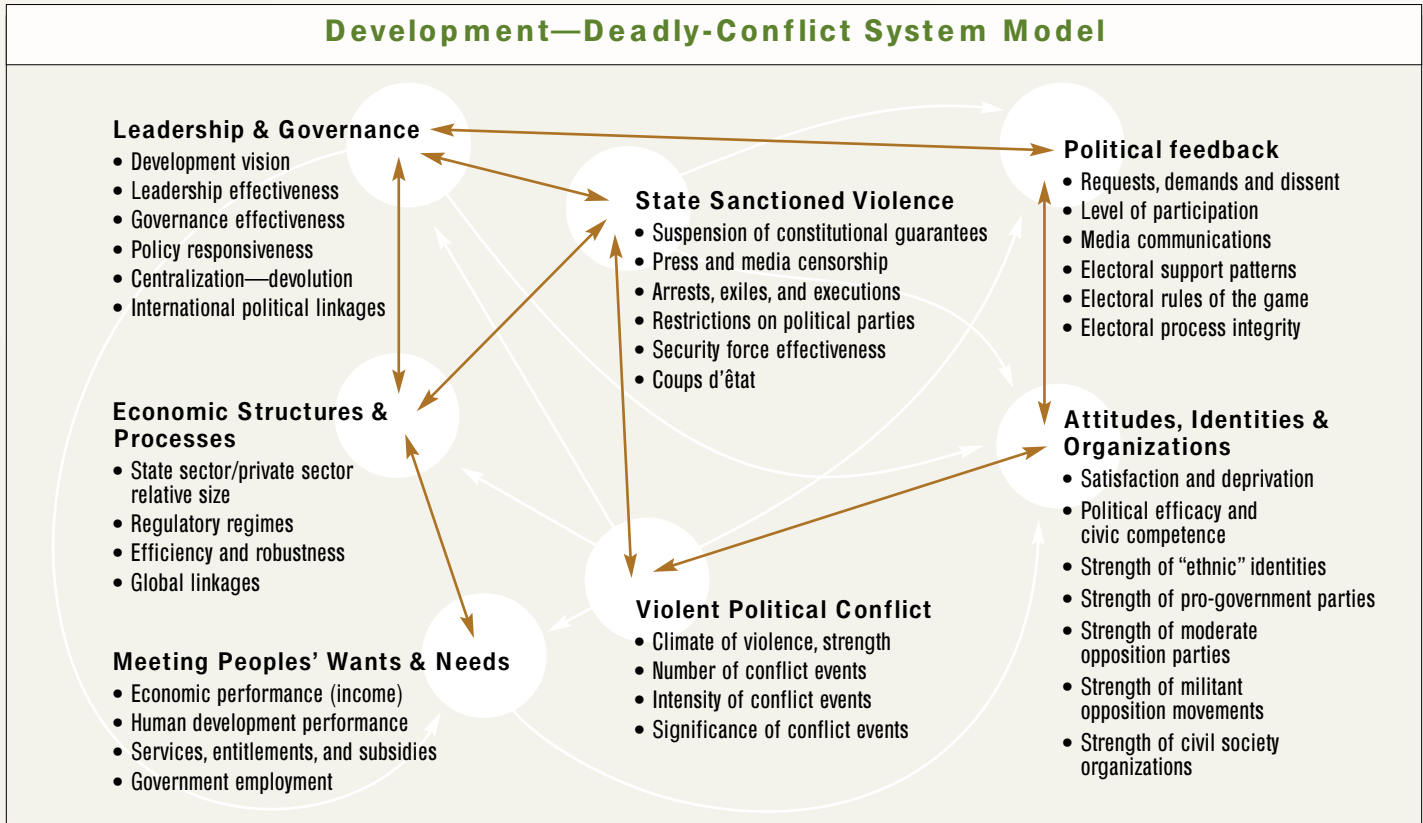 Development—Deadly-Conflict System Model
Leadership & Governance
• Development vision
• Leadership effectiveness
• Governance effectiveness
• Policy responsiveness
• Centralization—devolution
• International political linkages
State Sanctioned Violence
• Suspension of constitutional guarantees
• Press and media censorship
• Arrests, exiles, and executions
• Restrictions on political parties
• Security force effectiveness
• Coups d'êtat
Political feedback
• Requests, demands and dissent
• Level of participation
• Media communications
• Electoral support patterns
• Electoral rules of the game
• Electoral process integrity
Economic Structures &
Processes
• State sector/private sector
relative size
• Regulatory regimes
• Efficiency and robustness
• Global linkages
Attitudes, Identities &
Organizations
• Satisfaction and deprivation
• Political efficacy and
civic competence
• Strength of “ethnic” identities
• Strength of pro-government parties
• Strength of moderate
opposition parties
• Strength of militant
opposition movements
• Strength of civil society
organizations
Meeting Peoples’ Wants & Needs
• Economic performance (income)
• Human development performance
• Services, entitlements, and subsidies
• Government employment
Violent Political Conflict
• Climate of violence, strength
• Number of conflict events
• Intensity of conflict events
• Significance of conflict events